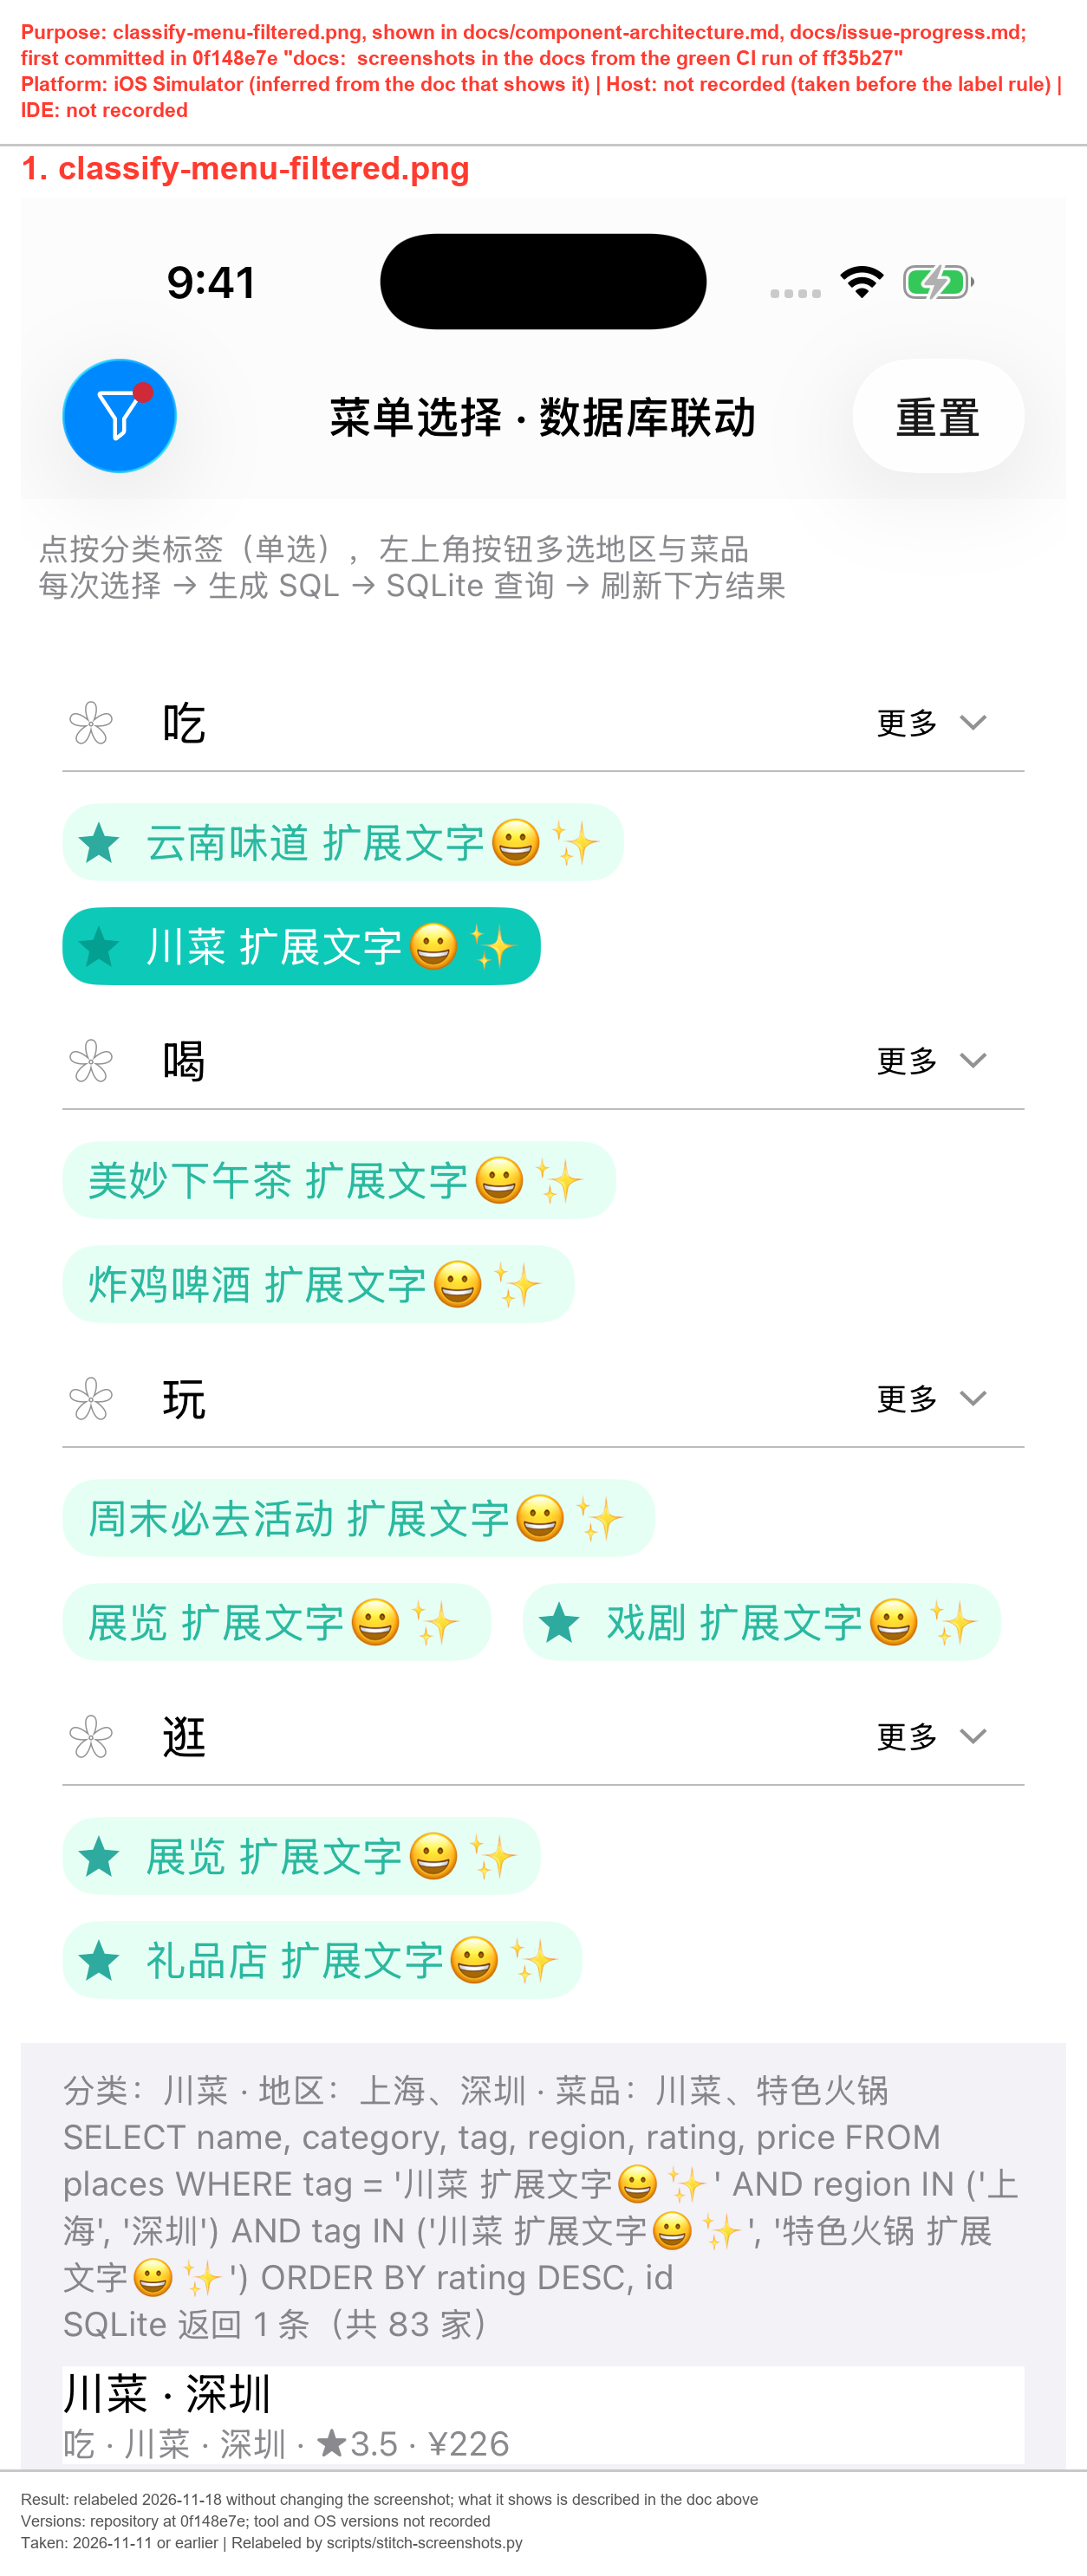 Purpose: classify-menu-filtered.png, shown in docs/component-architecture.md, docs/issue-progress.md;
first committed in 0f148e7e "docs:  screenshots in the docs from the green CI run of ff35b27"
Platform: iOS Simulator (inferred from the doc that shows it) | Host: not recorded (taken before the label rule) |
IDE: not recorded
1. classify-menu-filtered.png
9:41
菜单选择 · 数据库联动
重置
点按分类标签（单选），左上角按钮多选地区与菜品
每次选择 → 生成 SQL → SQLite 查询 → 刷新下方结果
吃
更多
★ 云南味道 扩展文字😀✨
★ 川菜 扩展文字😀✨
喝
更多
美妙下午茶 扩展文字😀✨
炸鸡啤酒 扩展文字😀✨
玩
更多
周末必去活动 扩展文字😀✨
展览 扩展文字😀✨
★ 戏剧 扩展文字😀✨
逛
更多
★ 展览 扩展文字😀✨
★ 礼品店 扩展文字😀✨
分类：川菜 · 地区：上海、深圳 · 菜品：川菜、特色火锅
SELECT name, category, tag, region, rating, price FROM
places WHERE tag = '川菜 扩展文字😀✨' AND region IN ('上
海', '深圳') AND tag IN ('川菜 扩展文字😀✨', '特色火锅 扩展
文字😀✨') ORDER BY rating DESC, id
SQLite 返回 1 条（共 83 家）
川菜 · 深圳
吃 · 川菜 · 深圳 · ★3.5 · ¥226
Result: relabeled 2026-11-18 without changing the screenshot; what it shows is described in the doc above
Versions: repository at 0f148e7e; tool and OS versions not recorded
Taken: 2026-11-11 or earlier | Relabeled by scripts/stitch-screenshots.py